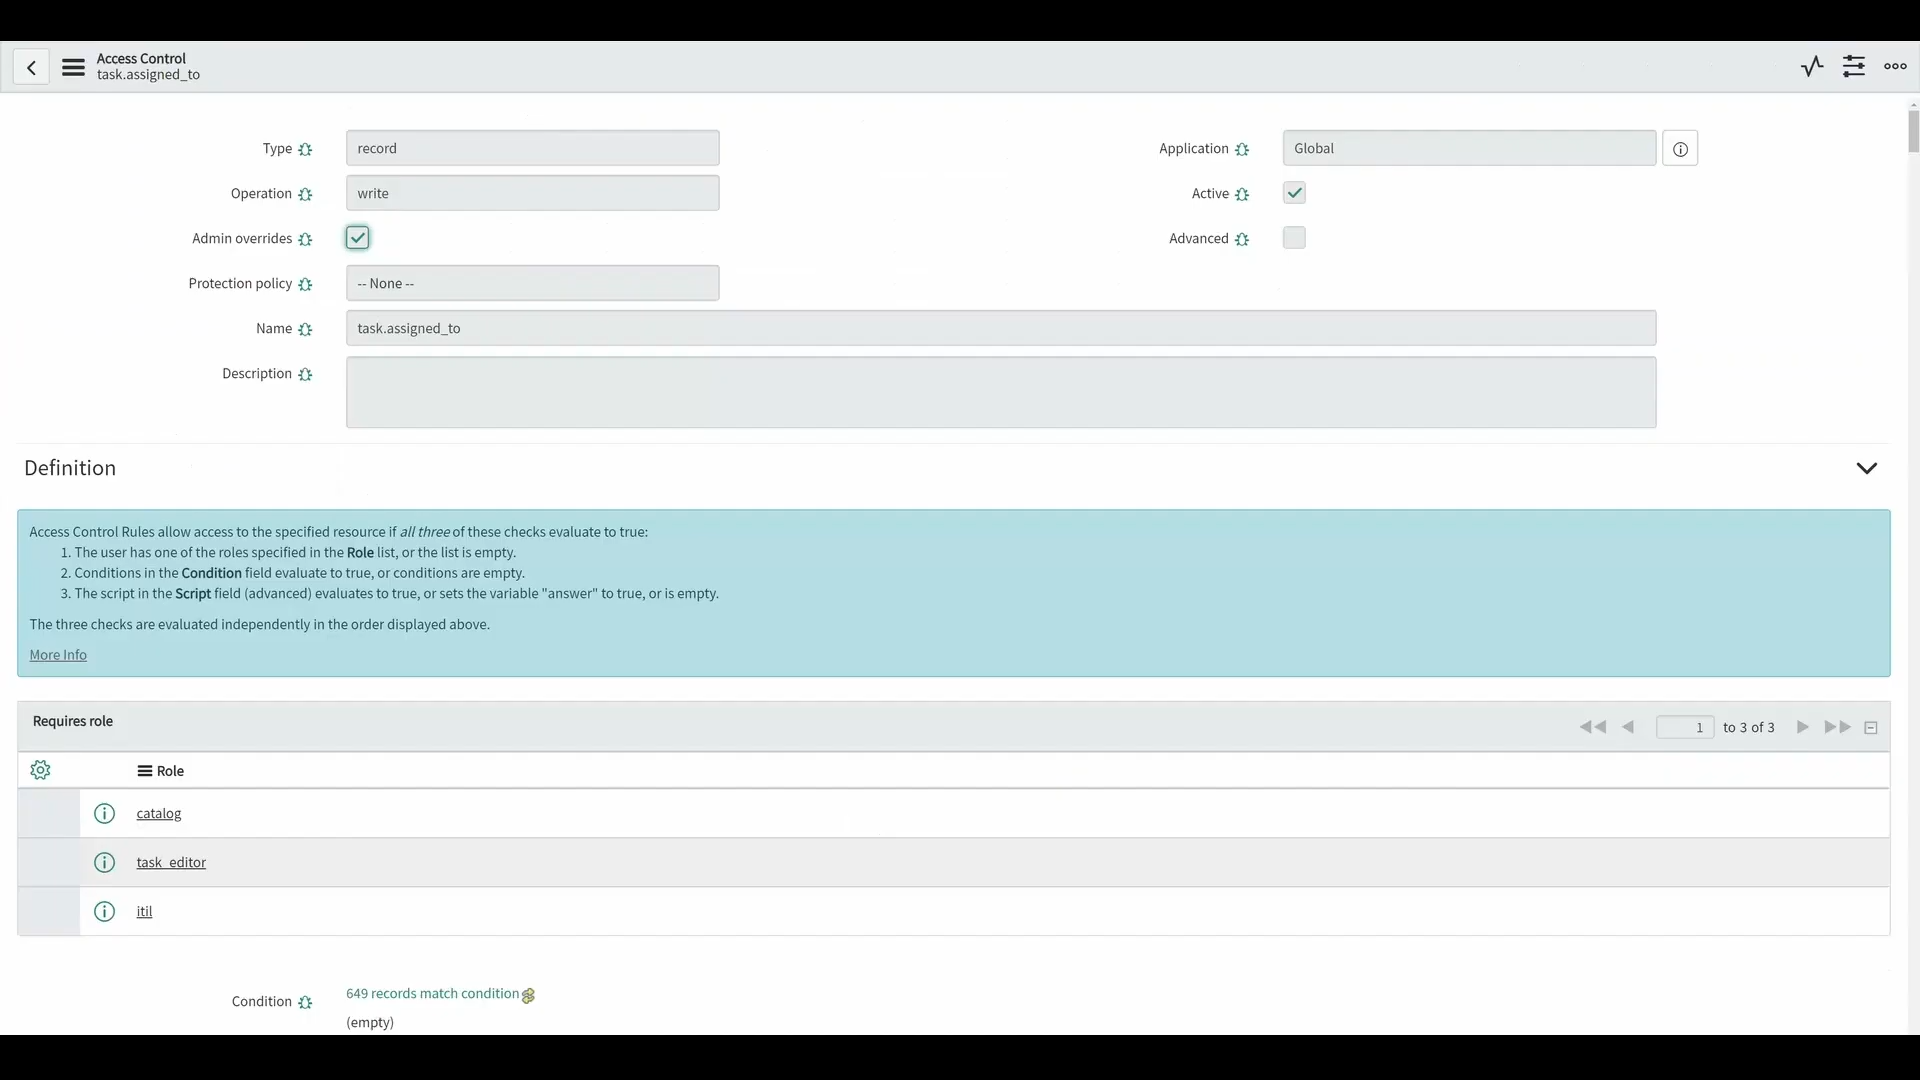 Access Control
task.assigned_to
Type
record
Application
Global
Operation
write
Active
Admin overrides
Advanced
Protection policy
-- None --
Name
task.assigned_to
Description
Definition
Access Control Rules allow access to the specified resource if all three of these checks evaluate to true:
1. The user has one of the roles specified in the Role list, or the list is empty.
2. Conditions in the Condition field evaluate to true, or conditions are empty.
3. The script in the Script field (advanced) evaluates to true, or sets the variable "answer" to true, or is empty.
The three checks are evaluated independently in the order displayed above.
More Info
Requires role
1 to 3 of 3
Role
catalog
task_editor
itil
Condition
649 records match condition
(empty)